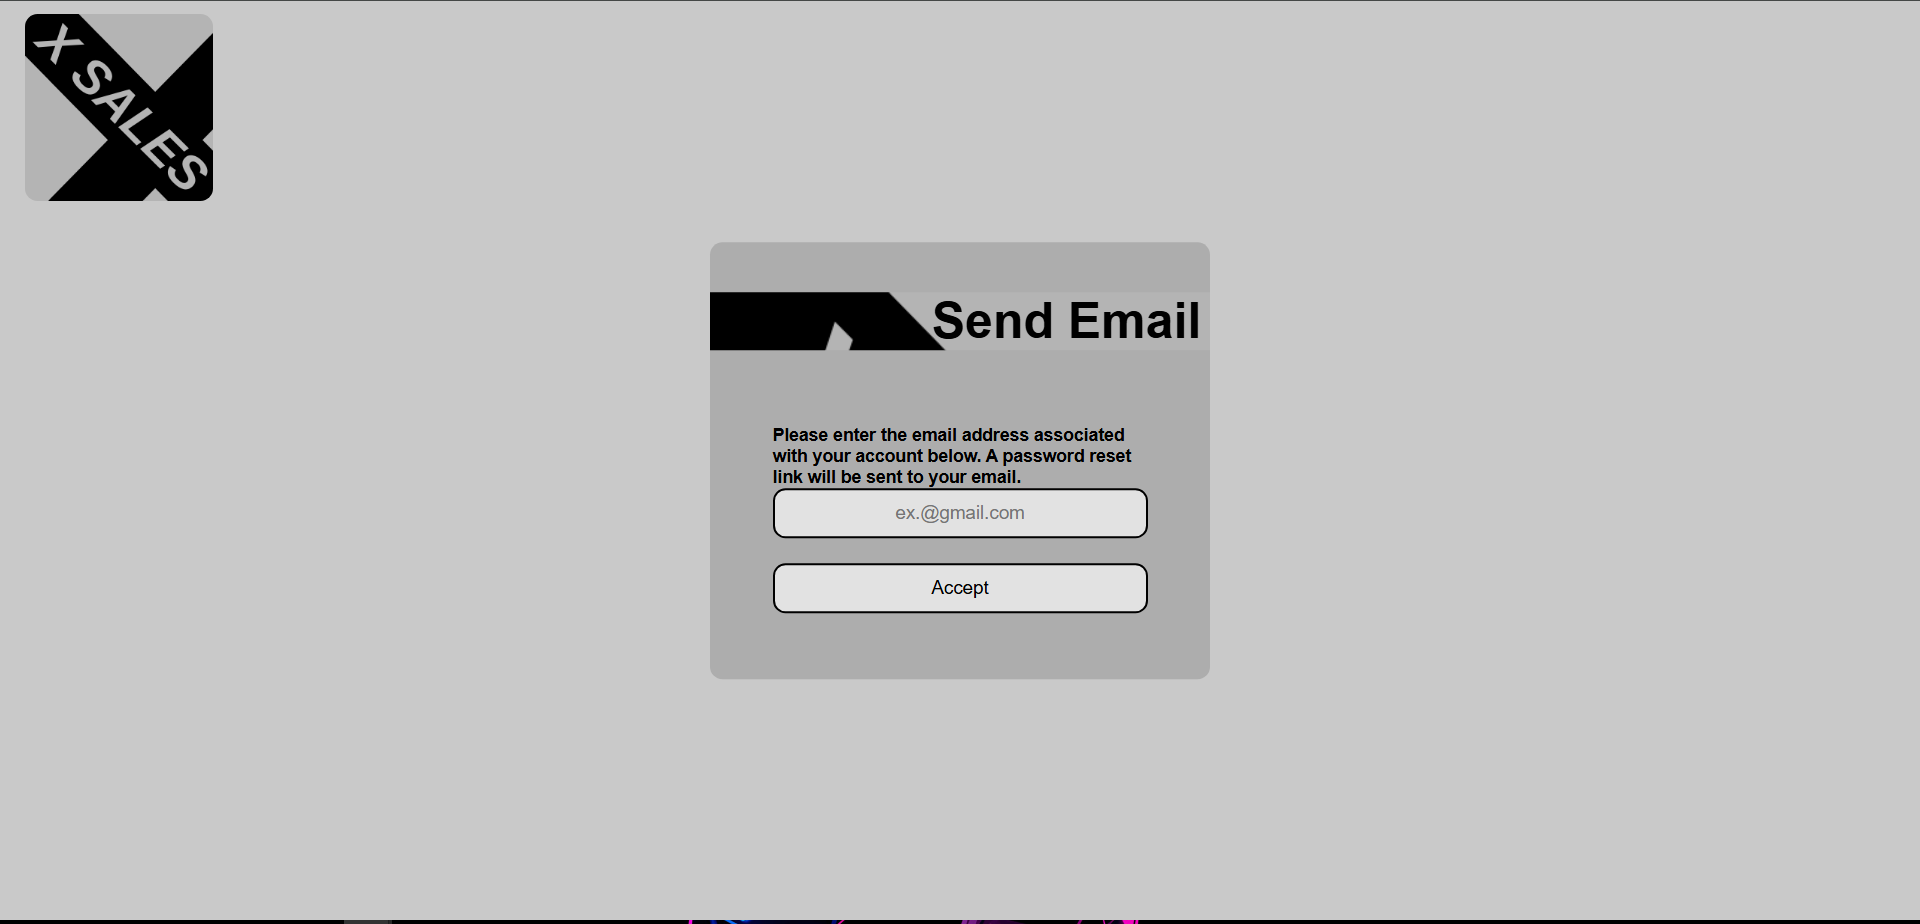 X SALES
Send Email
Please enter the email address associated
with your account below. A password reset
link will be sent to your email.
ex.@gmail.com
Accept